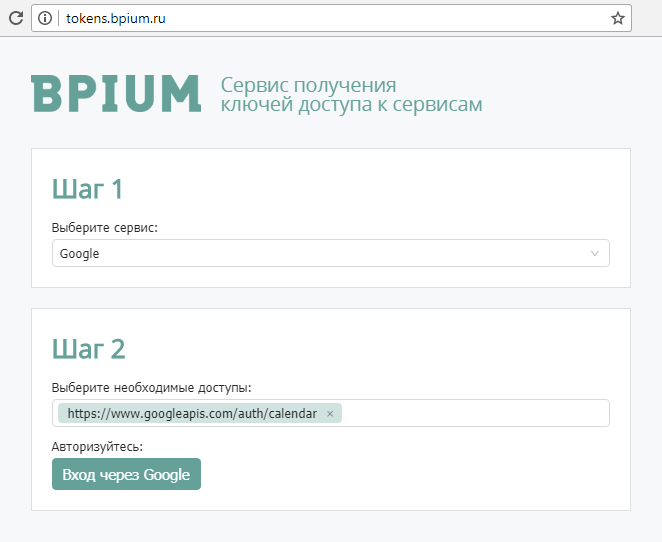 tokens.bpium.ru
BPIUM
Сервис получения
ключей доступа к сервисам
Шаг 1
Выберите сервис:
Google
Шаг 2
Выберите необходимые доступы:
https://www.googleapis.com/auth/calendar ×
Авторизуйтесь:
Вход через Google